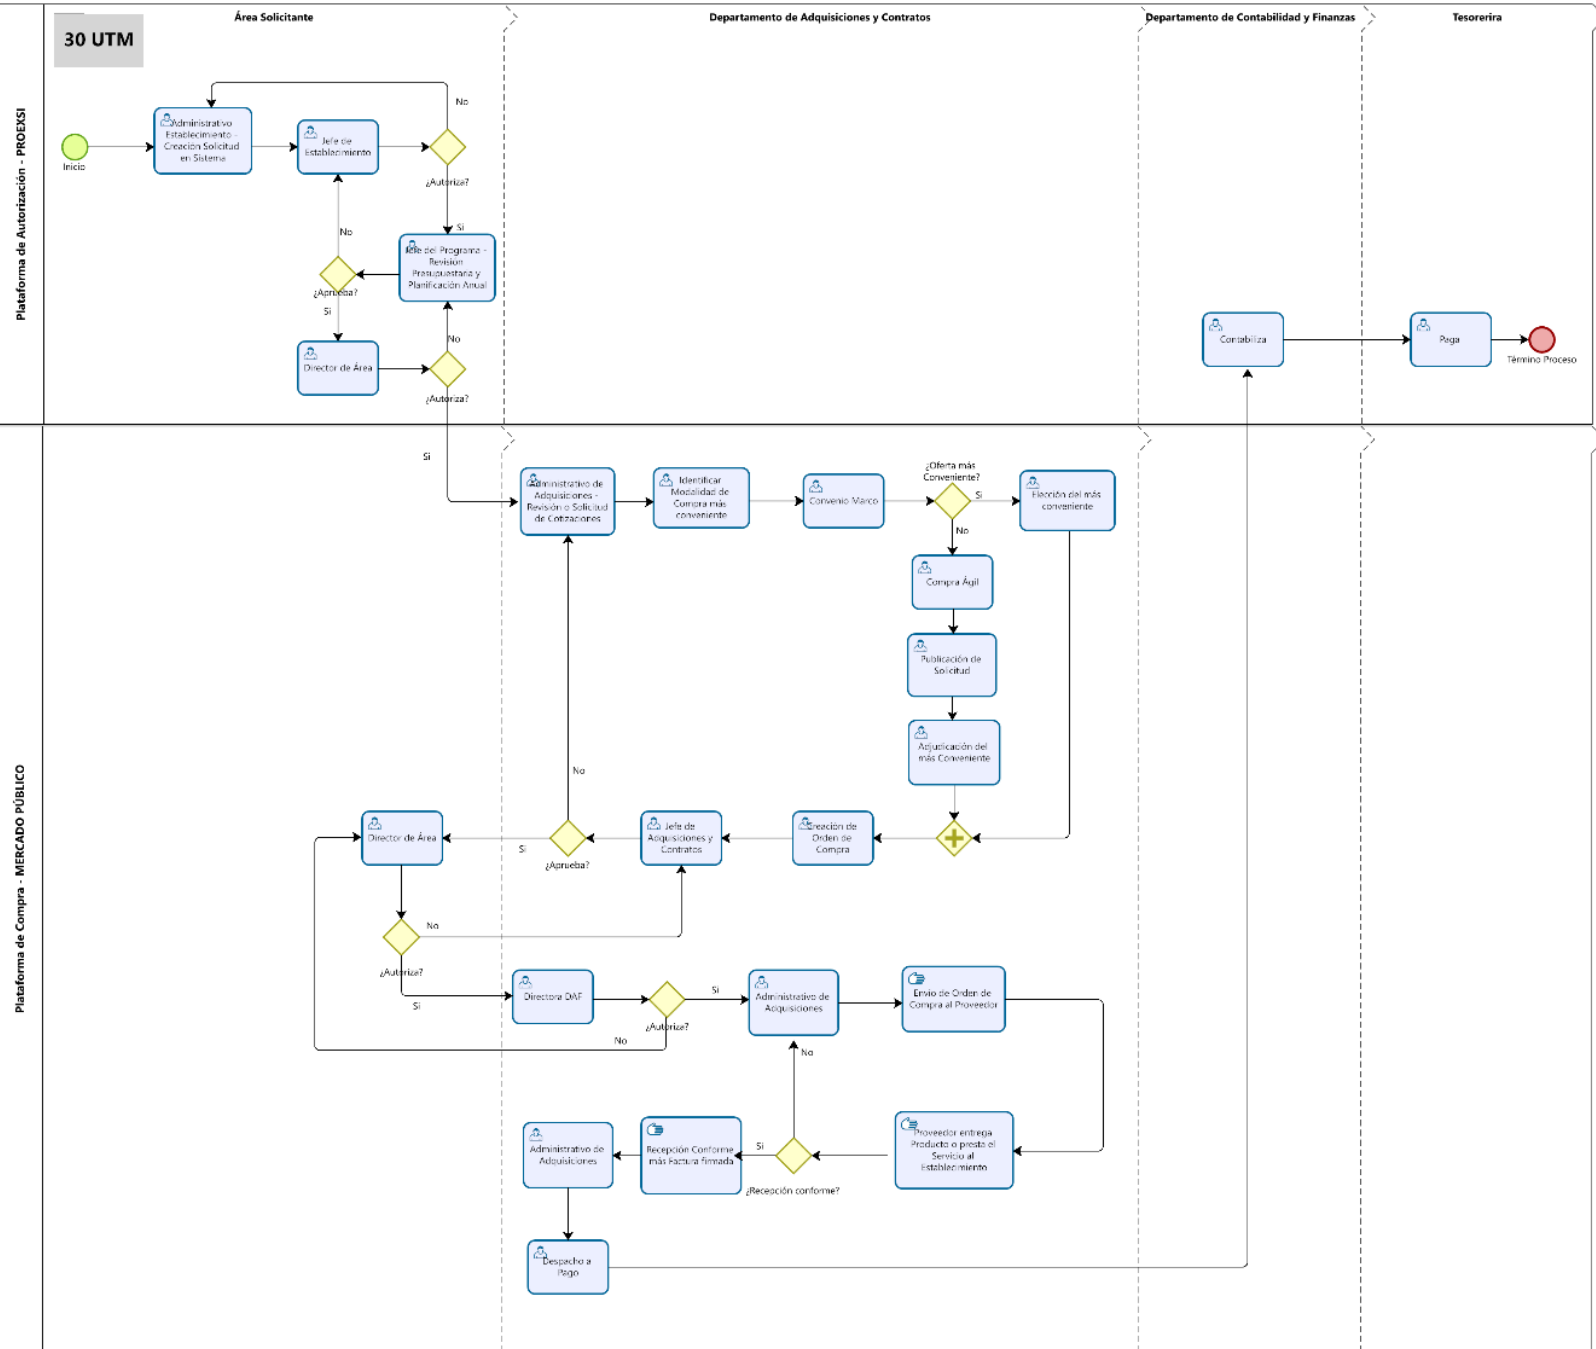 Área Solicitante
Departamento de Adquisiciones y Contratos
Departamento de Contabilidad y Finanzas
Tesorerira
30 UTM
Plataforma de Autorización - PROEXSI
Inicio
Administrativo
Establecimiento -
Creación Solicitud
en Sistema
Jefe de
Establecimiento
No
¿Autoriza?
Si
Jefe del Programa -
Revisión
Presupuestaria y
Planificación Anual
No
¿Aprueba?
Si
Director de Área
No
¿Autoriza?
Contabiliza
Paga
Término Proceso
Plataforma de Compra - MERCADO PÚBLICO
Si
Administrativo de
Adquisiciones -
Revisión o Solicitud
de Cotizaciones
Identificar
Modalidad de
Compra más
conveniente
Convenio Marco
¿Oferta más
Conveniente?
Si
Elección del más
conveniente
No
Compra Ágil
Publicación de
Solicitud
Adjudicación del
más Conveniente
No
Director de Área
Si
¿Aprueba?
Jefe de
Adquisiciones y
Contratos
Creación de
Orden de
Compra
No
¿Autoriza?
Si
Directora DAF
Si
¿Autoriza?
No
Administrativo de
Adquisiciones
Envío de Orden de
Compra al Proveedor
No
Administrativo de
Adquisiciones
Recepción Conforme
más Factura firmada
Si
¿Recepción conforme?
Proveedor entrega
Producto o presta el
Servicio al
Establecimiento
Despacho a
Pago